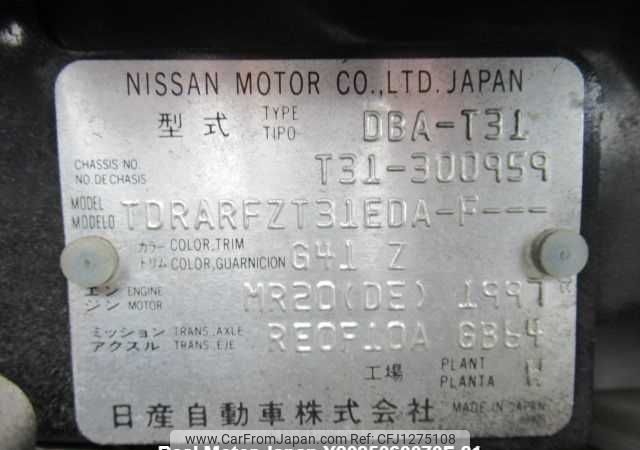 NISSAN MOTOR CO.,LTD. JAPAN
型式 TYPE TIPO DBA-T31
CHASSIS NO. NO.DE CHASIS T31-300959
MODEL MODELO TDRARFZT31EDA-F---
カラー COLOR,TRIM トリム COLOR,GUARNICION G41 Z
エンジン ENGINE MOTOR MR20(DE) 1997
ミッション TRANS.,AXLE アクスル TRANS.,EJE RE0F10A GB64
工場 PLANT PLANTA
日産自動車株式会社 MADE IN JAPAN
www.CarFromJapan.com CFJ1275108